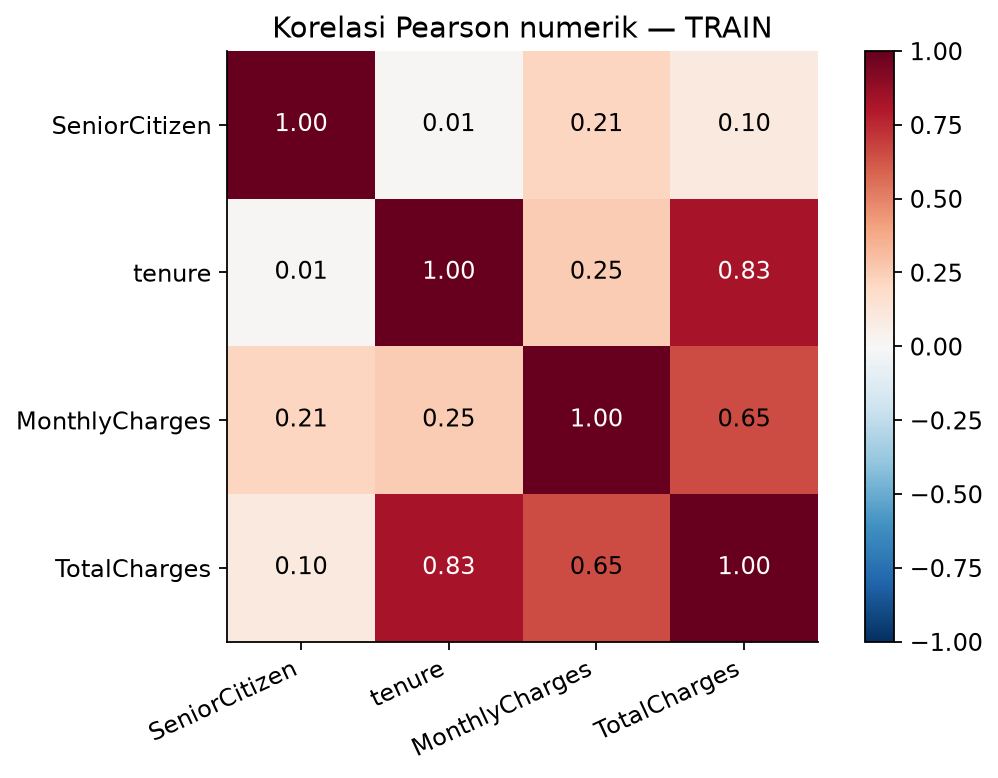 Korelasi Pearson numerik — TRAIN
SeniorCitizen 1.00 0.01 0.21 0.10
tenure 0.01 1.00 0.25 0.83
MonthlyCharges 0.21 0.25 1.00 0.65
TotalCharges 0.10 0.83 0.65 1.00
SeniorCitizen tenure MonthlyCharges TotalCharges
1.00
0.75
0.50
0.25
0.00
−0.25
−0.50
−0.75
−1.00